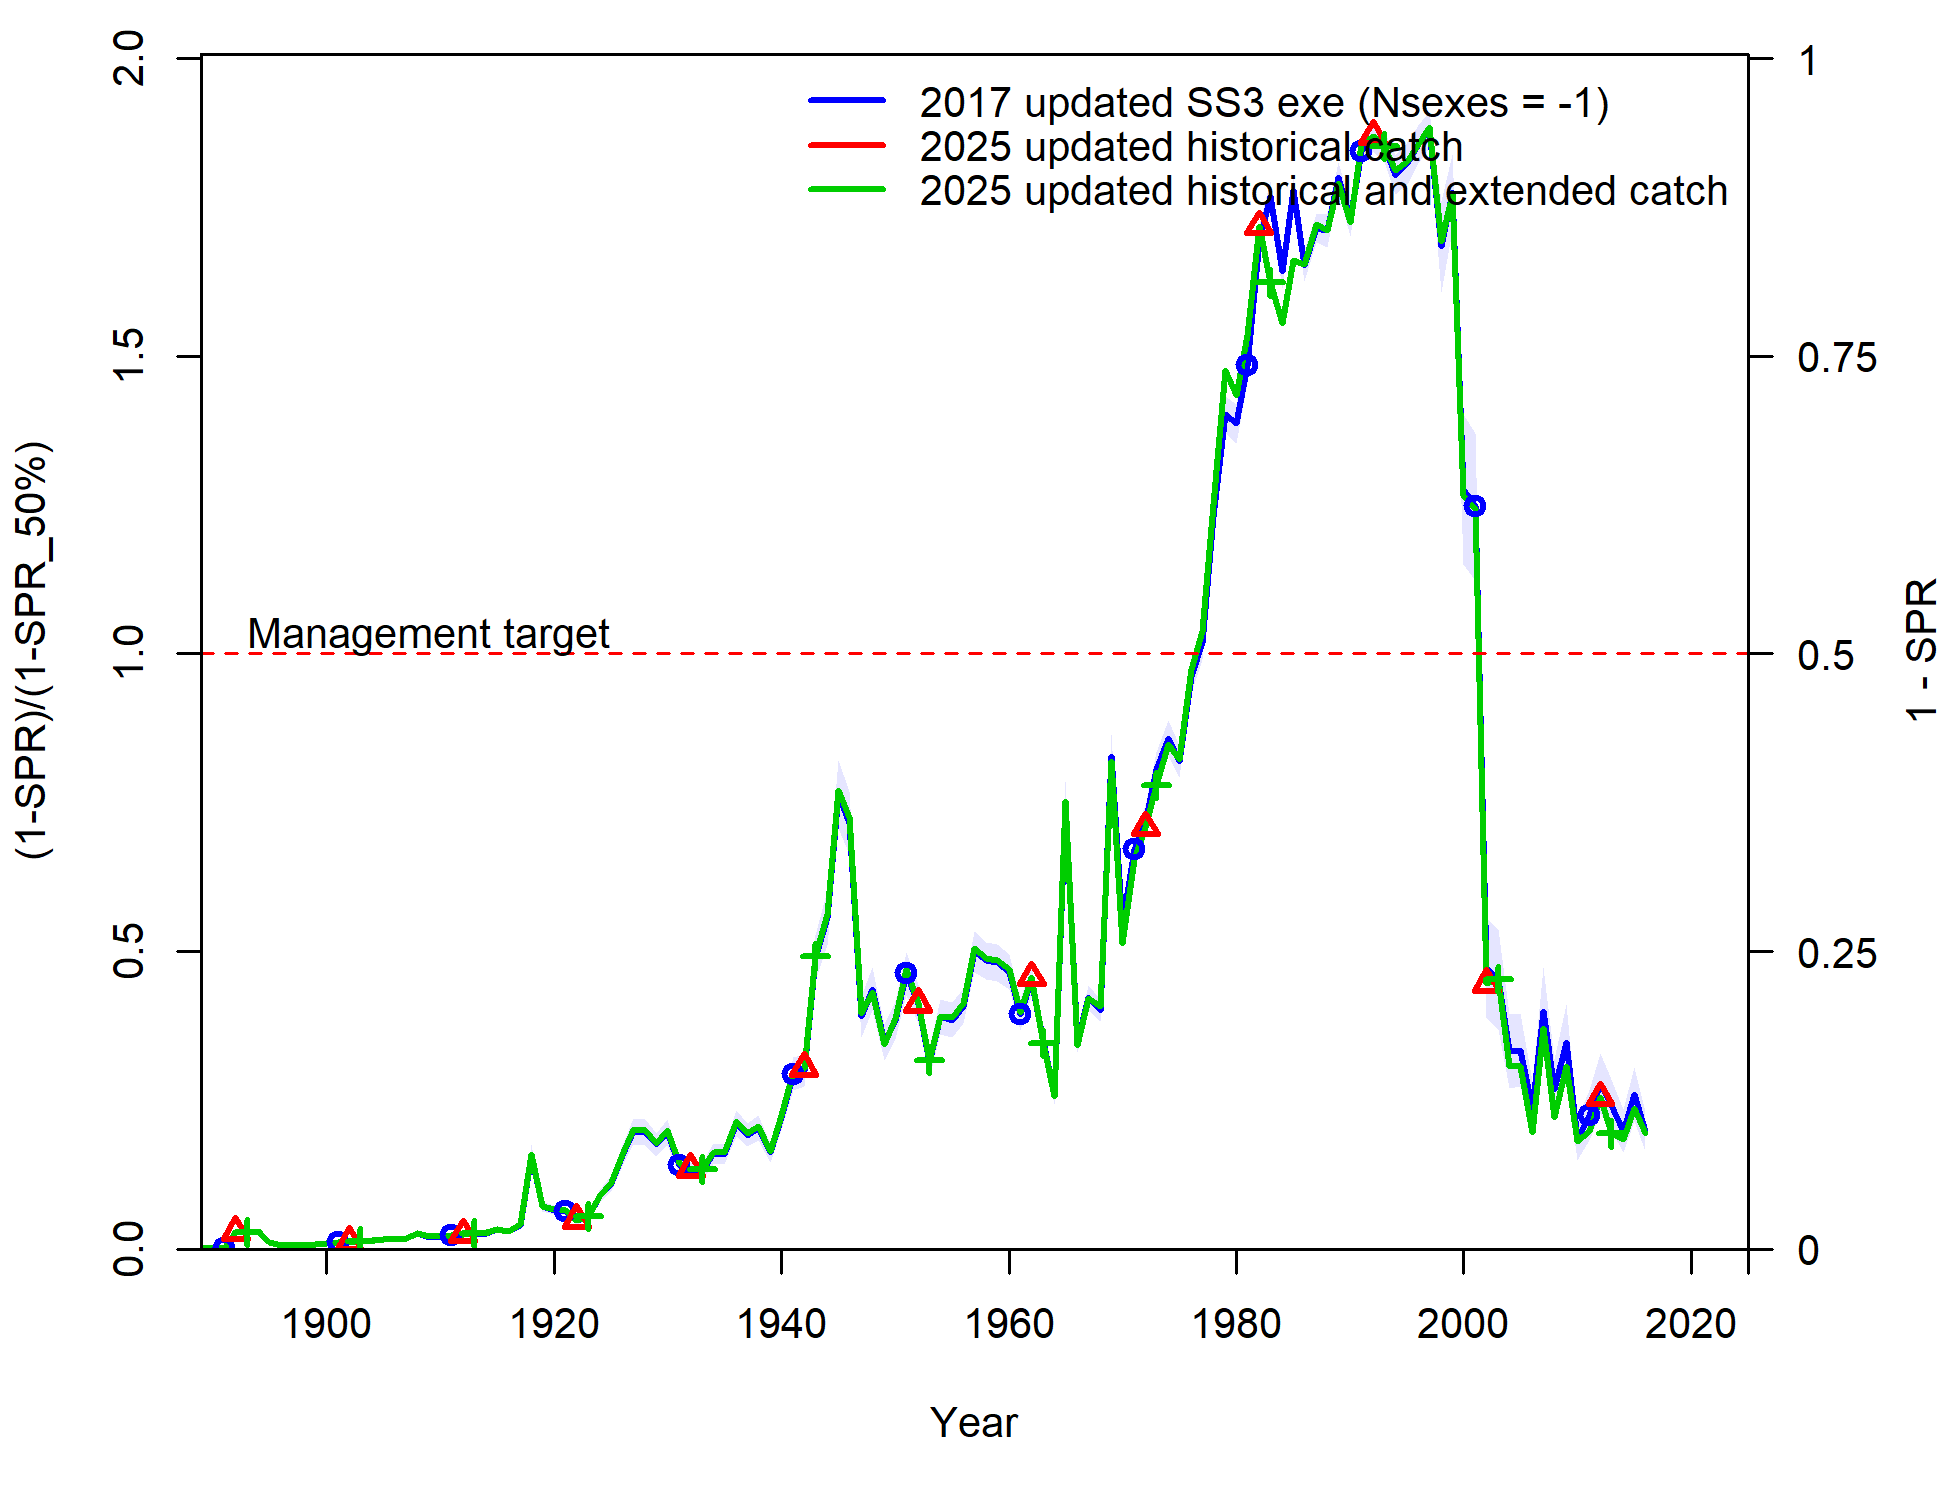 2017 updated SS3 exe (Nsexes = -1)
2025 updated historical catch
2025 updated historical and extended catch
Management target
(1-SPR)/(1-SPR_50%)
0.0
0.5
1.0
1.5
2.0
1 - SPR
0
0.25
0.5
0.75
1
1900 1920 1940 1960 1980 2000 2020
Year